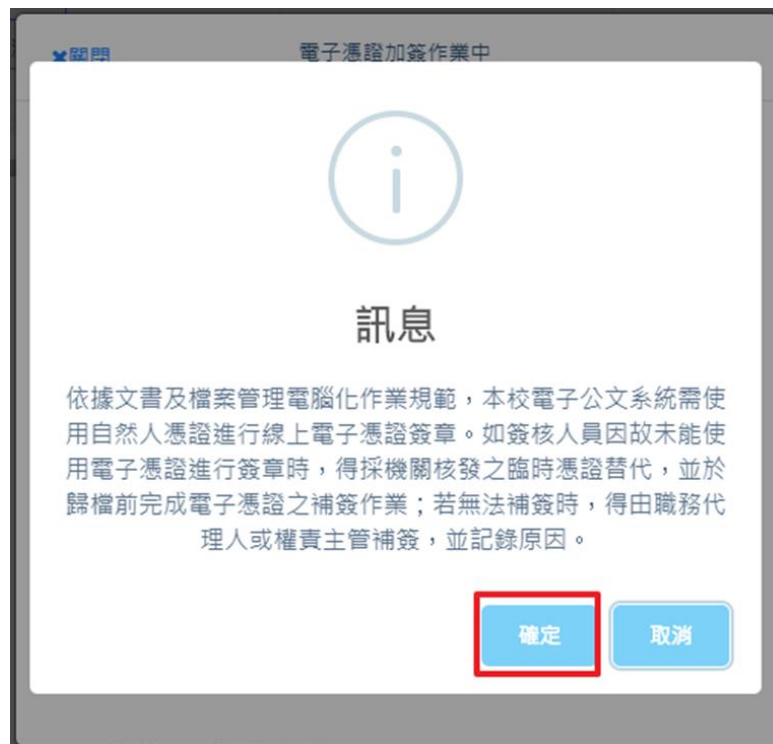 ✖關閉
電子憑證加簽作業中
訊息
依據文書及檔案管理電腦化作業規範，本校電子公文系統需使
用自然人憑證進行線上電子憑證簽章。如簽核人員因故未能使
用電子憑證進行簽章時，得採機關核發之臨時憑證替代，並於
歸檔前完成電子憑證之補簽作業；若無法補簽時，得由職務代
理人或權責主管補簽，並記錄原因。
確定
取消